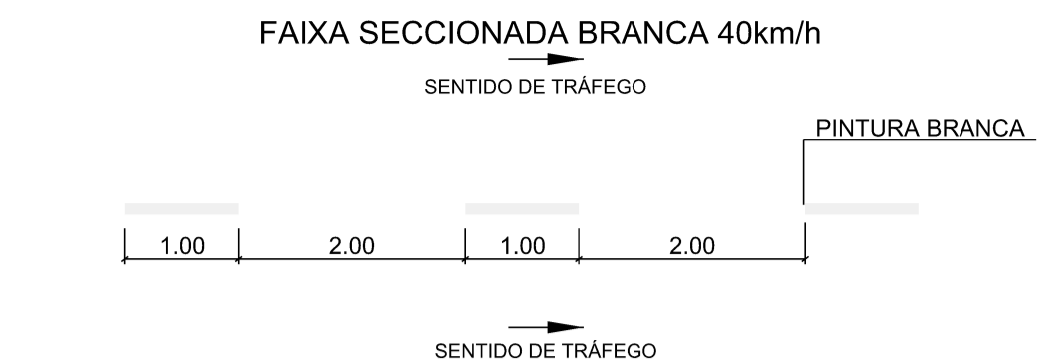 FAIXA SECCIONADA BRANCA 40km/h
SENTIDO DE TRÁFEGO
PINTURA BRANCA
1.00 2.00 1.00 2.00
SENTIDO DE TRÁFEGO